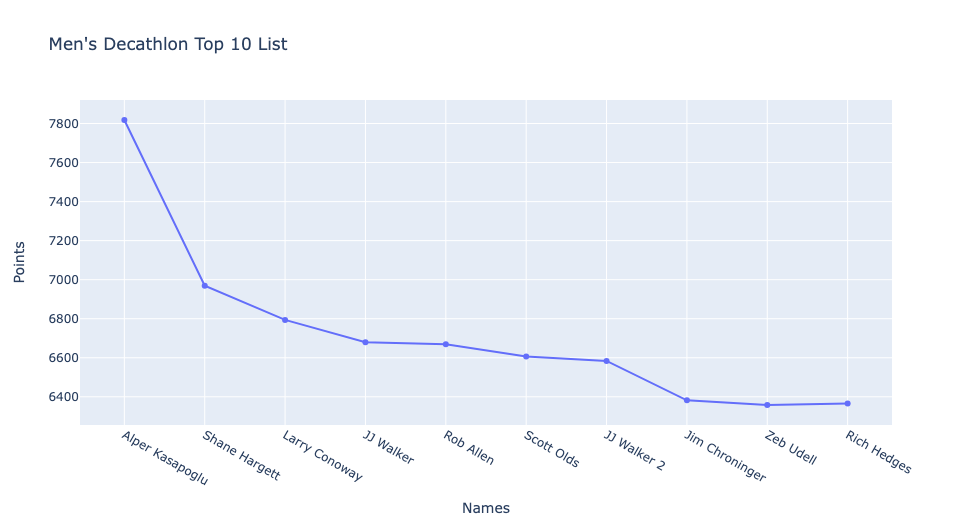 Men's Decathlon Top 10 List
Points
7800
7600
7400
7200
7000
6800
6600
6400
Alper Kasapoglu
Shane Hargett
Larry Conoway
JJ Walker
Rob Allen
Scott Olds
JJ Walker 2
Jim Chroninger
Zeb Udell
Rich Hedges
Names